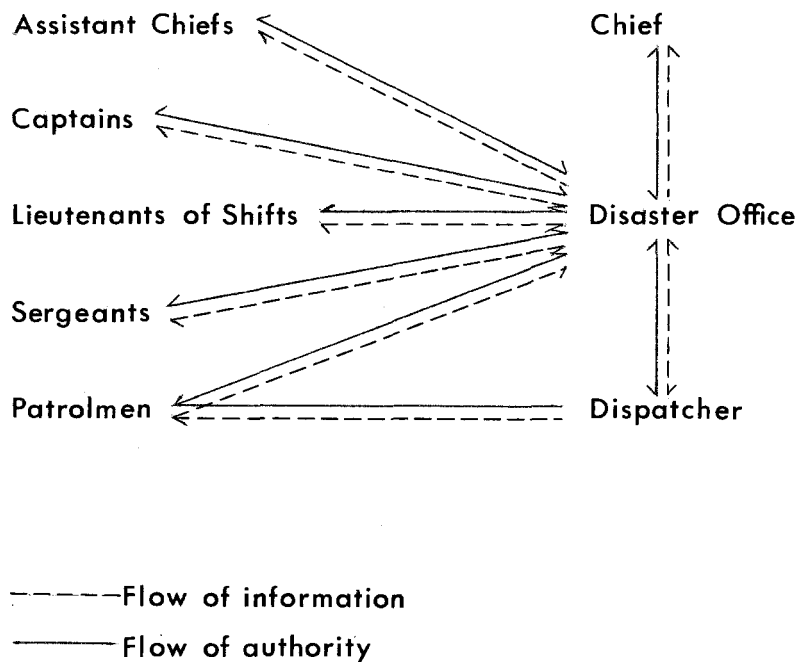 Assistant Chiefs
Chief
Captains
Lieutenants of Shifts
Disaster Office
Sergeants
Patrolmen
Dispatcher
Flow of information
Flow of authority